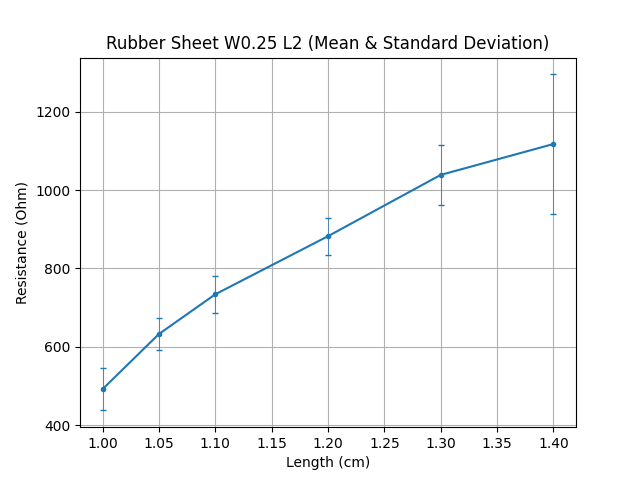 Rubber Sheet W0.25 L2 (Mean & Standard Deviation)
Resistance (Ohm)
1200
1000
800
600
400
1.00 1.05 1.10 1.15 1.20 1.25 1.30 1.35 1.40
Length (cm)